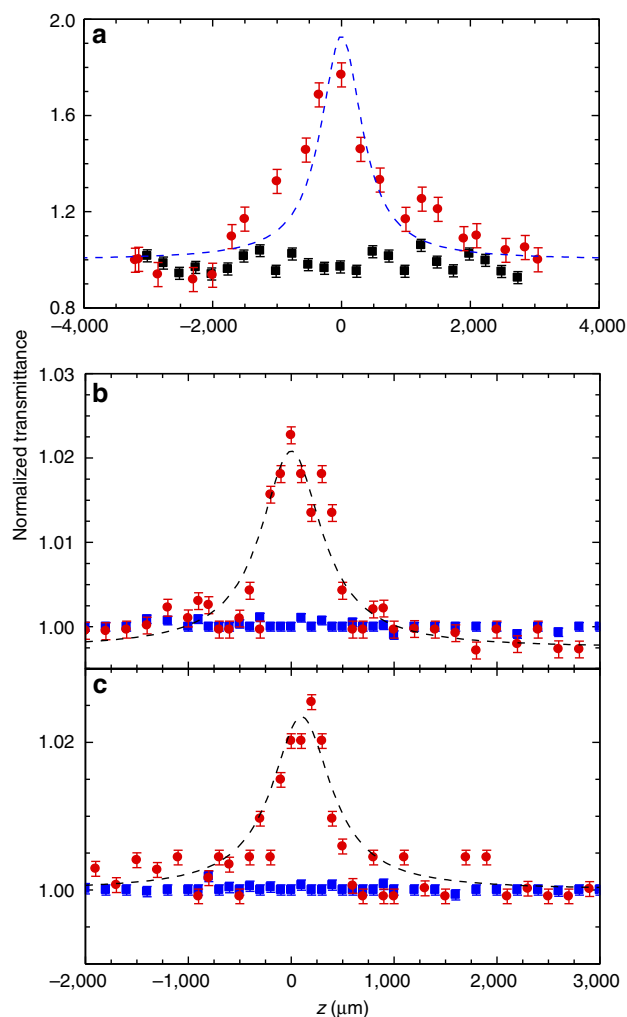 a
2.0
1.6
1.2
0.8
−4,000 −2,000 0 2,000 4,000
Normalized transmittance
b
1.03
1.02
1.01
1.00
c
1.02
1.00
−2,000 −1,000 0 1,000 2,000 3,000
z (μm)